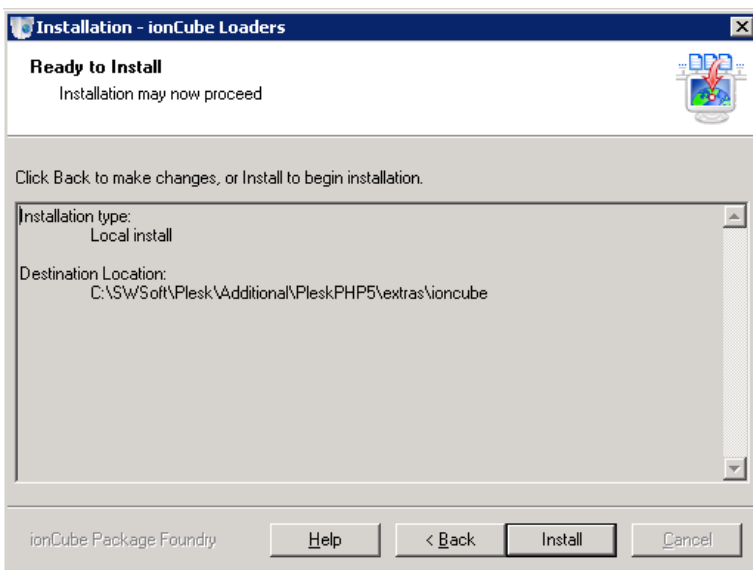 Installation - ionCube Loaders
Ready to Install
Installation may now proceed
Click Back to make changes, or Install to begin installation.
Installation type:
Local install
Destination Location:
C:\SWSoft\Plesk\Additional\PleskPHP5\extras\ioncube
ionCube Package Foundry
Help
< Back
Install
Cancel